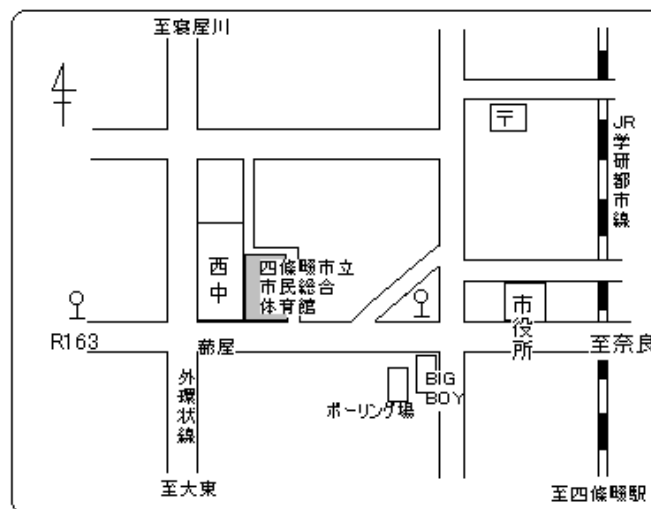 至寝屋川
〒
JR学研都市線
西中
四條畷市立
市民総合
体育館
市役所
R163
蔀屋
至奈良
外環状線
BIG
BOY
ボーリング場
至大東
至四條畷駅